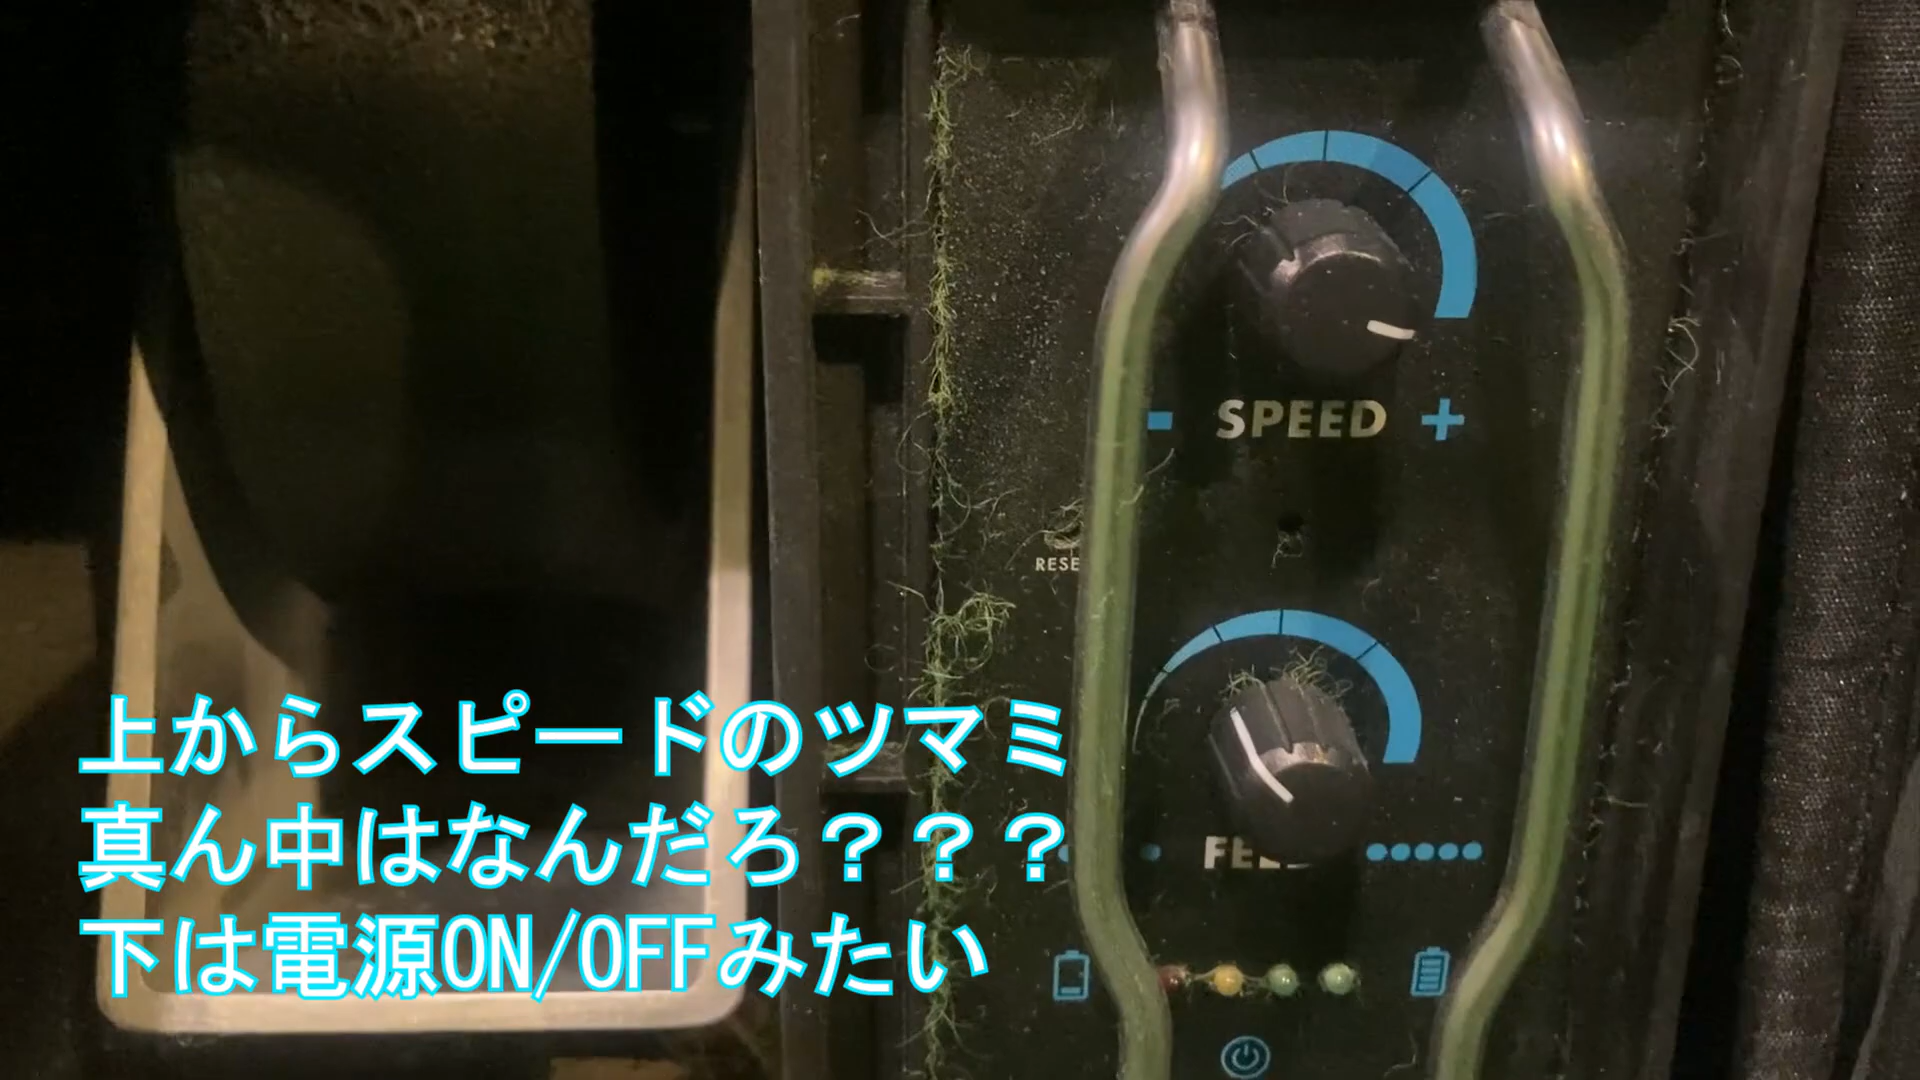 SPEED
RESE
上からスピードのツマミ
真ん中はなんだろ？？？
下は電源ON/OFFみたい